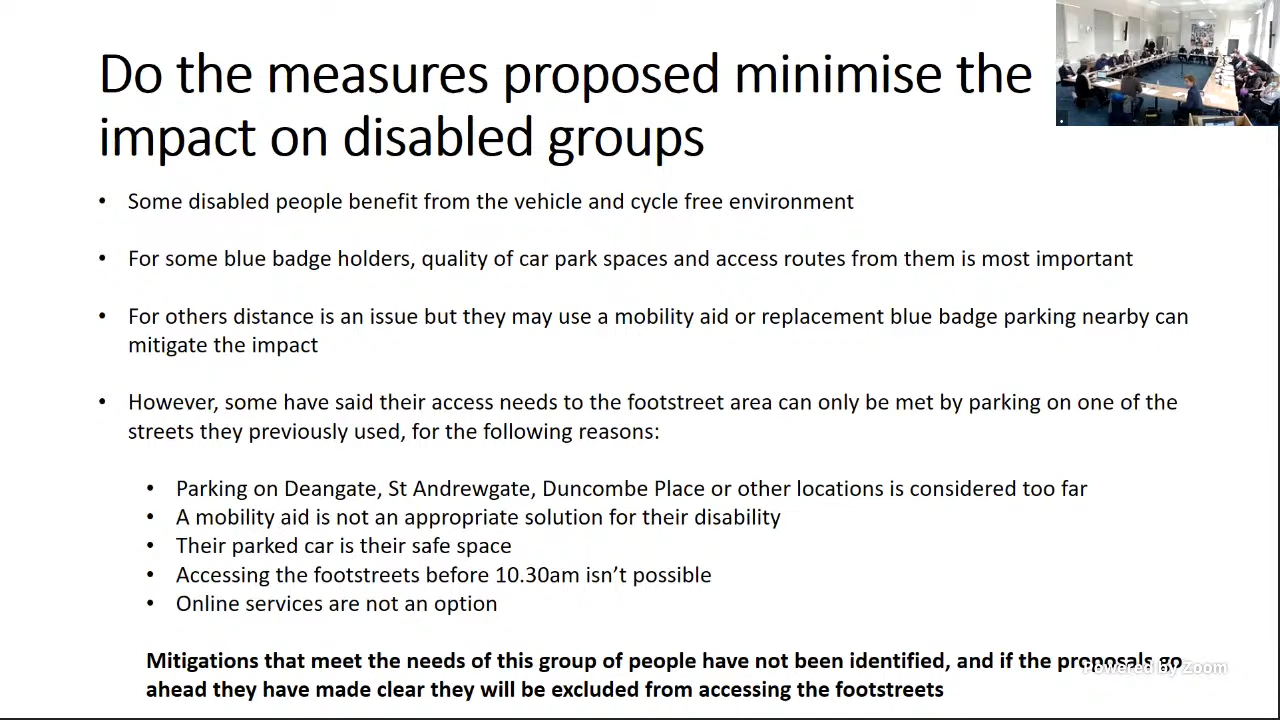 Do the measures proposed minimise the
impact on disabled groups
• Some disabled people benefit from the vehicle and cycle free environment
• For some blue badge holders, quality of car park spaces and access routes from them is most important
• For others distance is an issue but they may use a mobility aid or replacement blue badge parking nearby can
mitigate the impact
• However, some have said their access needs to the footstreet area can only be met by parking on one of the
streets they previously used, for the following reasons:
• Parking on Deangate, St Andrewgate, Duncombe Place or other locations is considered too far
• A mobility aid is not an appropriate solution for their disability
• Their parked car is their safe space
• Accessing the footstreets before 10.30am isn’t possible
• Online services are not an option
Mitigations that meet the needs of this group of people have not been identified, and if the proposals go
ahead they have made clear they will be excluded from accessing the footstreets
Powered by Zoom